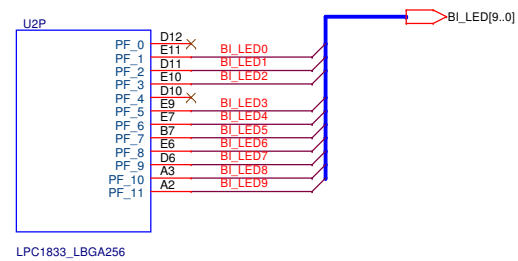 U2P
BI_LED[9..0]
PF_0 D12
PF_1 E11 BI_LED0
PF_2 D11 BI_LED1
PF_3 E10 BI_LED2
PF_4 D10
PF_5 E9 BI_LED3
PF_6 E7 BI_LED4
PF_7 B7 BI_LED5
PF_8 E6 BI_LED6
PF_9 D6 BI_LED7
PF_10 A3 BI_LED8
PF_11 A2 BI_LED9
LPC1833_LBGA256